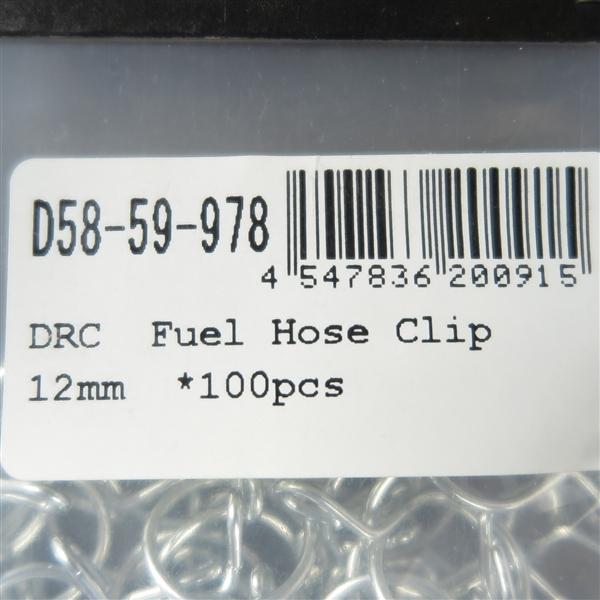 D58-59-978
4 547836 200915
DRC Fuel Hose Clip
12mm *100pcs